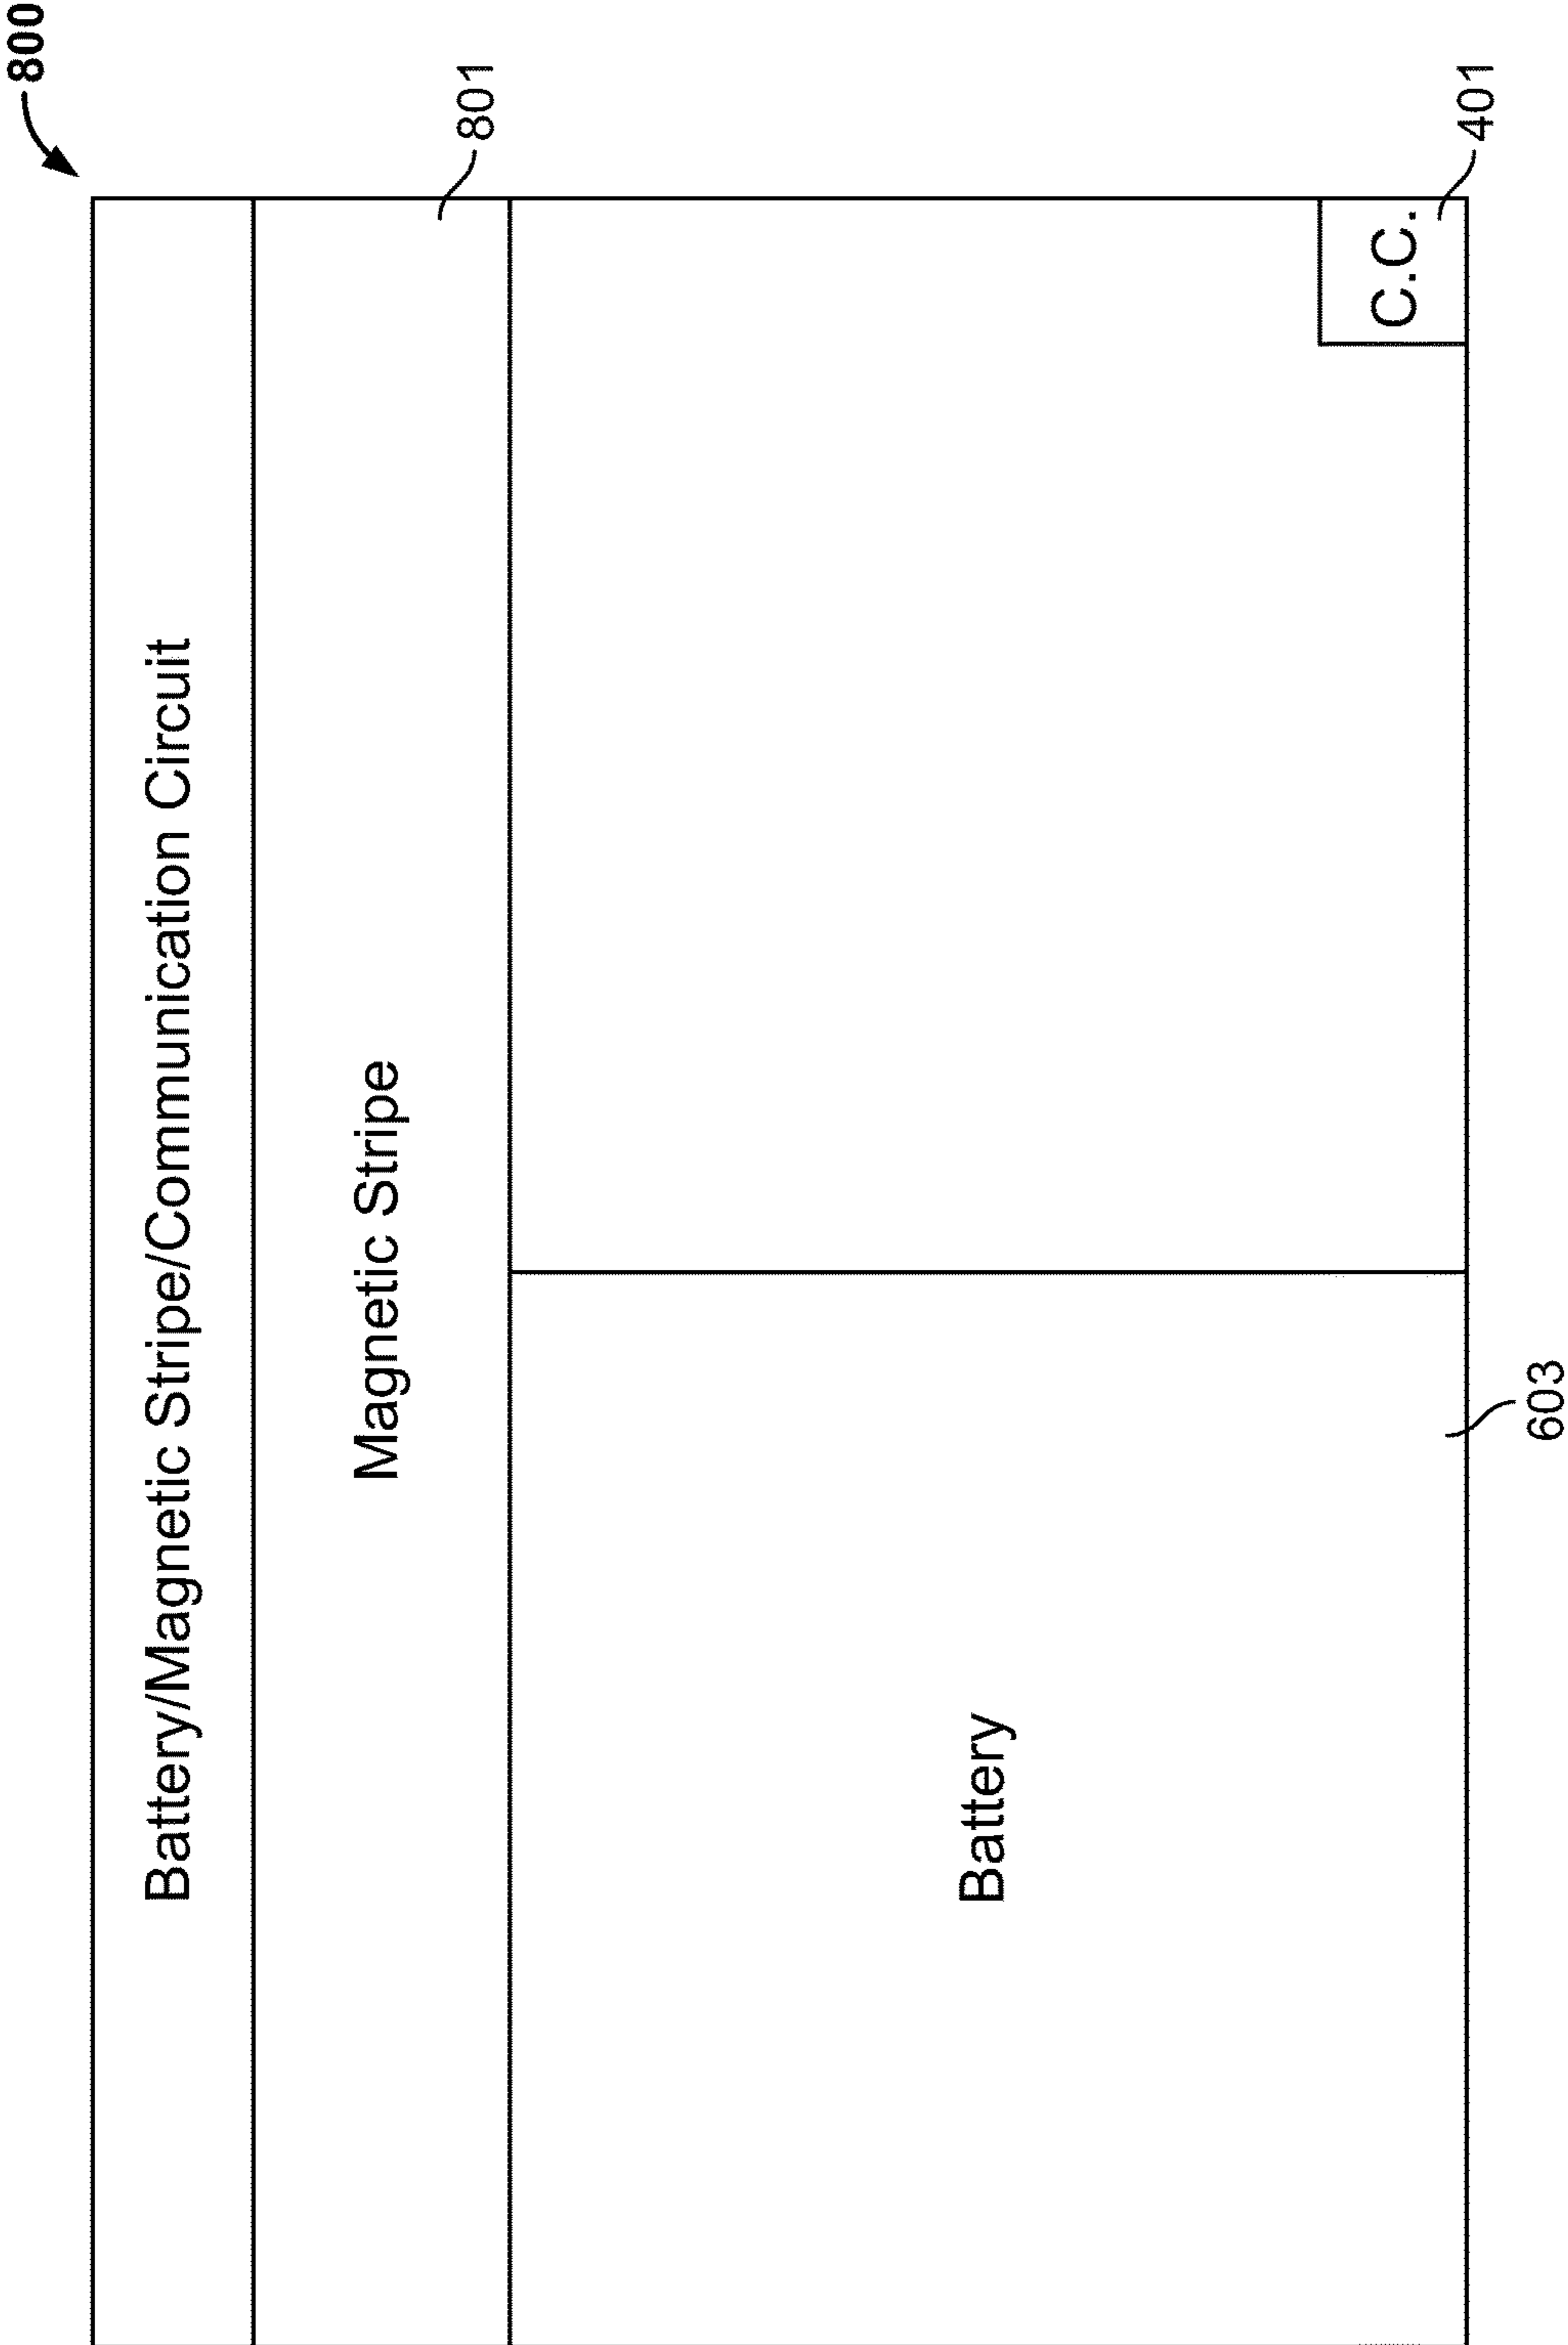 800
Battery/Magnetic Stripe/Communication Circuit
Magnetic Stripe
801
Battery
C.C.
401
603